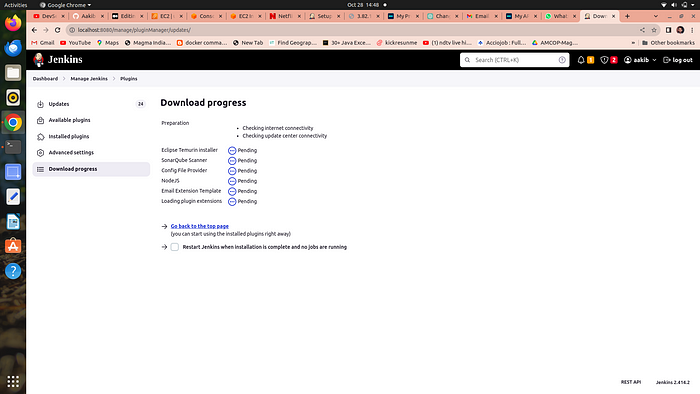 Activities
Google Chrome
Oct 28 14:48
DevS
Aakib
Edition
EC2
Conne
EC2 I
Netfl
Setup
3.82.
My P
Chan
Email
My A
What
Dow
localhost:8080/manage/pluginManager/updates/
Gmail
YouTube
Maps
Magma India...
docker comma...
New Tab
Find Geograp...
30+ Java Exce...
kickresume
(1) ndtv live hi...
AccioJob : Full...
AMCOP-Mag...
Other bookmarks
Jenkins
Search (CTRL+K)
1
2
aakib
log out
Dashboard
Manage Jenkins
Plugins
Updates
24
Available plugins
Installed plugins
Advanced settings
Download progress
Download progress
Preparation
Checking internet connectivity
Checking update center connectivity
Eclipse Temurin installer Pending
SonarQube Scanner Pending
Config File Provider Pending
NodeJS Pending
Email Extension Template Pending
Loading plugin extensions Pending
Go back to the top page
(you can start using the installed plugins right away)
Restart Jenkins when installation is complete and no jobs are running
REST API
Jenkins 2.414.2